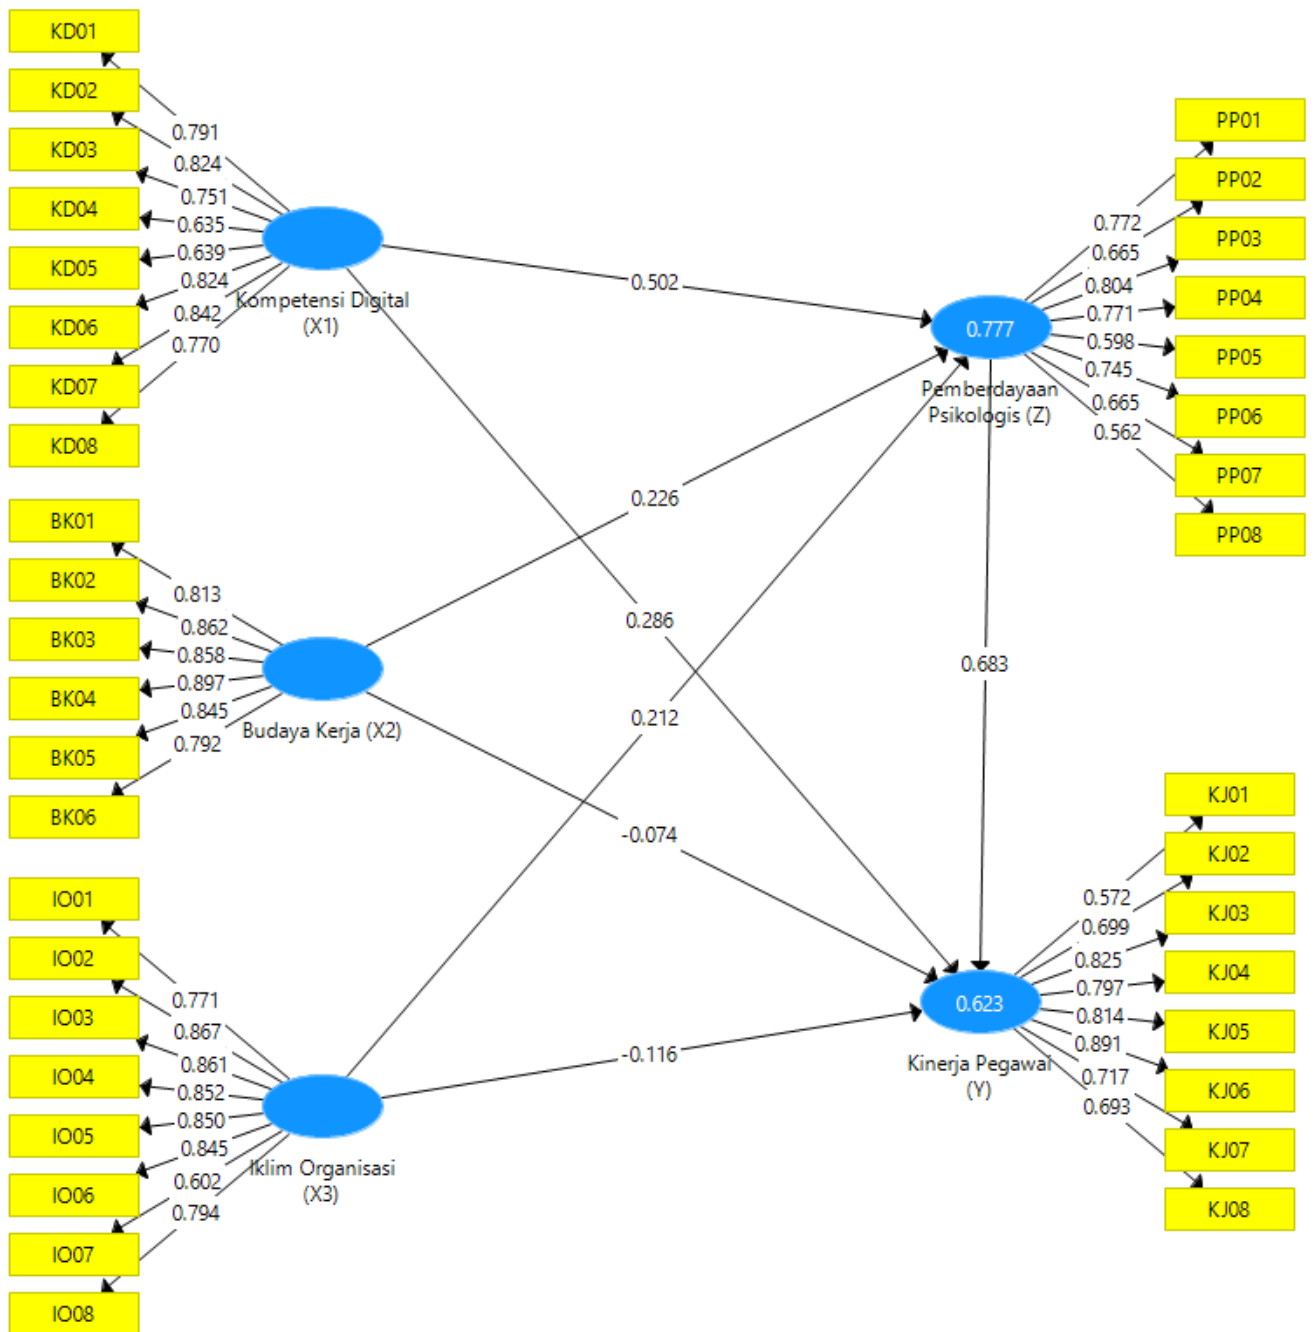 KD01
KD02
KD03
KD04
KD05
KD06
KD07
KD08
0.791
0.824
0.751
0.635
0.639
0.824
0.842
0.770
Kompetensi Digital
(X1)
BK01
BK02
BK03
BK04
BK05
BK06
0.813
0.862
0.858
0.897
0.845
0.792
Budaya Kerja (X2)
IO01
IO02
IO03
IO04
IO05
IO06
IO07
IO08
0.771
0.867
0.861
0.852
0.850
0.845
0.602
0.794
Iklim Organisasi
(X3)
0.502
0.226
0.286
0.212
-0.074
-0.116
0.683
0.777
Pemberdayaan
Psikologis (Z)
0.772
0.665
0.804
0.771
0.598
0.745
0.665
0.562
PP01
PP02
PP03
PP04
PP05
PP06
PP07
PP08
0.623
Kinerja Pegawai
(Y)
0.572
0.699
0.825
0.797
0.814
0.891
0.717
0.693
KJ01
KJ02
KJ03
KJ04
KJ05
KJ06
KJ07
KJ08